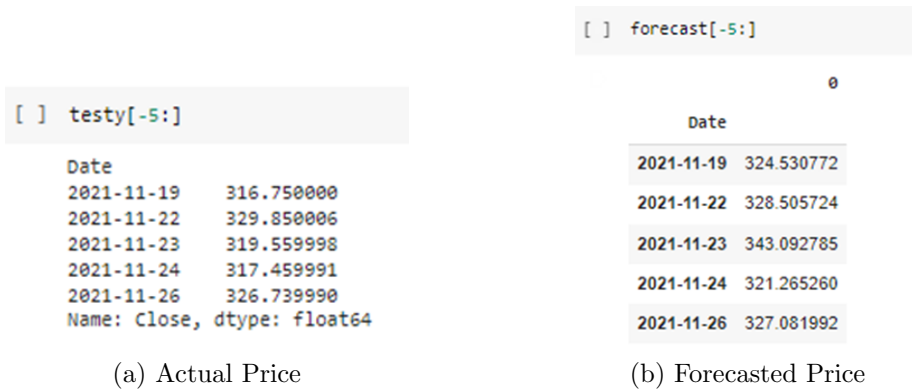 [ ] testy[-5:]
Date
2021-11-19 316.750000
2021-11-22 329.850006
2021-11-23 319.559998
2021-11-24 317.459991
2021-11-26 326.739990
Name: Close, dtype: float64
(a) Actual Price
[ ] forecast[-5:]
0
Date
2021-11-19 324.530772
2021-11-22 328.505724
2021-11-23 343.092785
2021-11-24 321.265260
2021-11-26 327.081992
(b) Forecasted Price